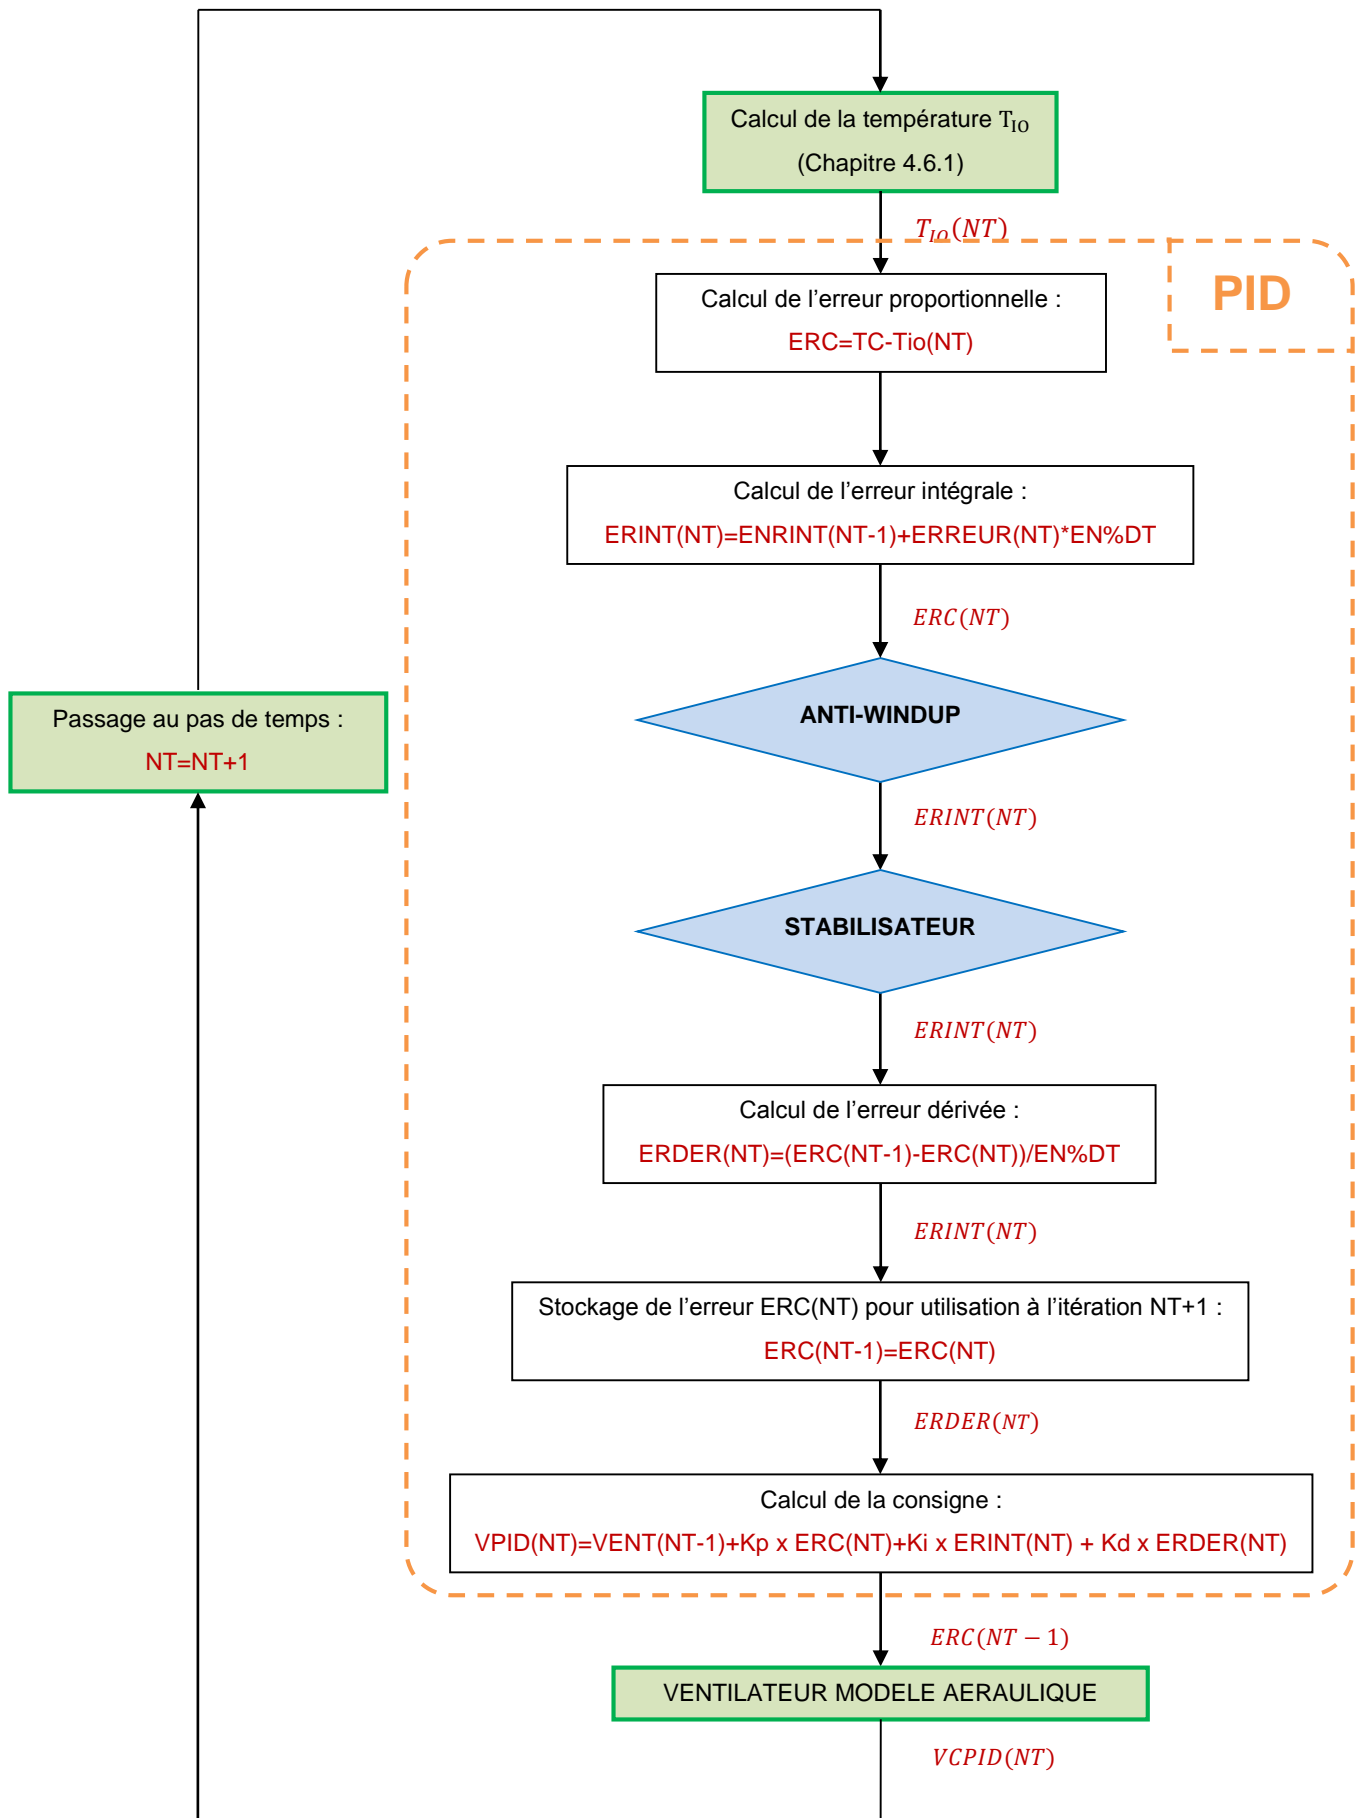 Calcul de la température T_IO
(Chapitre 4.6.1)
T_IO(NT)
PID
Calcul de l’erreur proportionnelle :
ERC=TC-Tio(NT)
Calcul de l’erreur intégrale :
ERINT(NT)=ENRINT(NT-1)+ERREUR(NT)*EN%DT
ERC(NT)
ANTI-WINDUP
Passage au pas de temps :
NT=NT+1
ERINT(NT)
STABILISATEUR
ERINT(NT)
Calcul de l’erreur dérivée :
ERDER(NT)=(ERC(NT-1)-ERC(NT))/EN%DT
ERINT(NT)
Stockage de l’erreur ERC(NT) pour utilisation à l’itération NT+1 :
ERC(NT-1)=ERC(NT)
ERDER(NT)
Calcul de la consigne :
VPID(NT)=VENT(NT-1)+Kp x ERC(NT)+Ki x ERINT(NT) + Kd x ERDER(NT)
ERC(NT − 1)
VENTILATEUR MODELE AERAULIQUE
VCPID(NT)